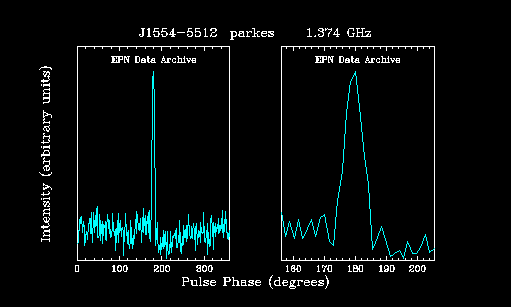 J1554-5512 parkes 1.374 GHz
EPN Data Archive
EPN Data Archive
Intensity (arbitrary units)
0 100 200 300
160 170 180 190 200
Pulse Phase (degrees)